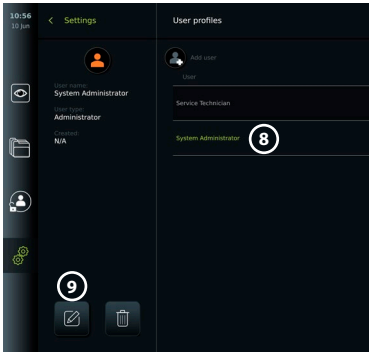 10:56
10 Jun
Settings
User profiles
Add user
User
User name:
System Administrator
User type:
Administrator
Created:
N/A
Service Technician
System Administrator
8
9